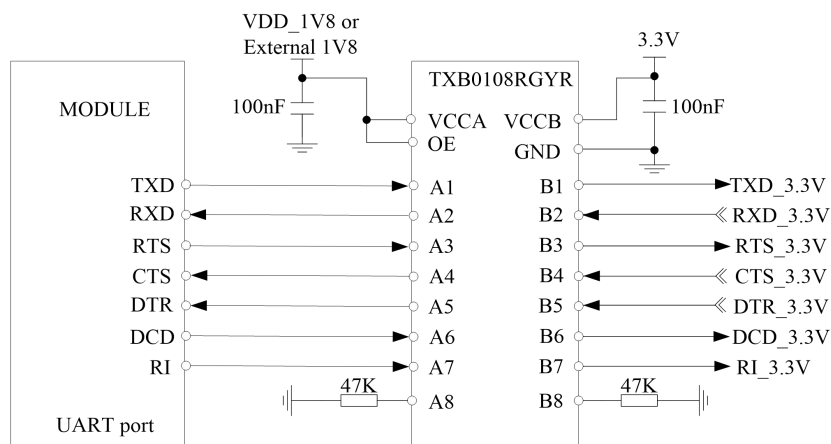 VDD_1V8 or
External 1V8
3.3V
TXB0108RGYR
MODULE
100nF
VCCA
VCCB
100nF
OE
GND
TXD
A1
B1
TXD_3.3V
RXD
A2
B2
RXD_3.3V
RTS
A3
B3
RTS_3.3V
CTS
A4
B4
CTS_3.3V
DTR
A5
B5
DTR_3.3V
DCD
A6
B6
DCD_3.3V
RI
A7
B7
RI_3.3V
47K
A8
B8
47K
UART port